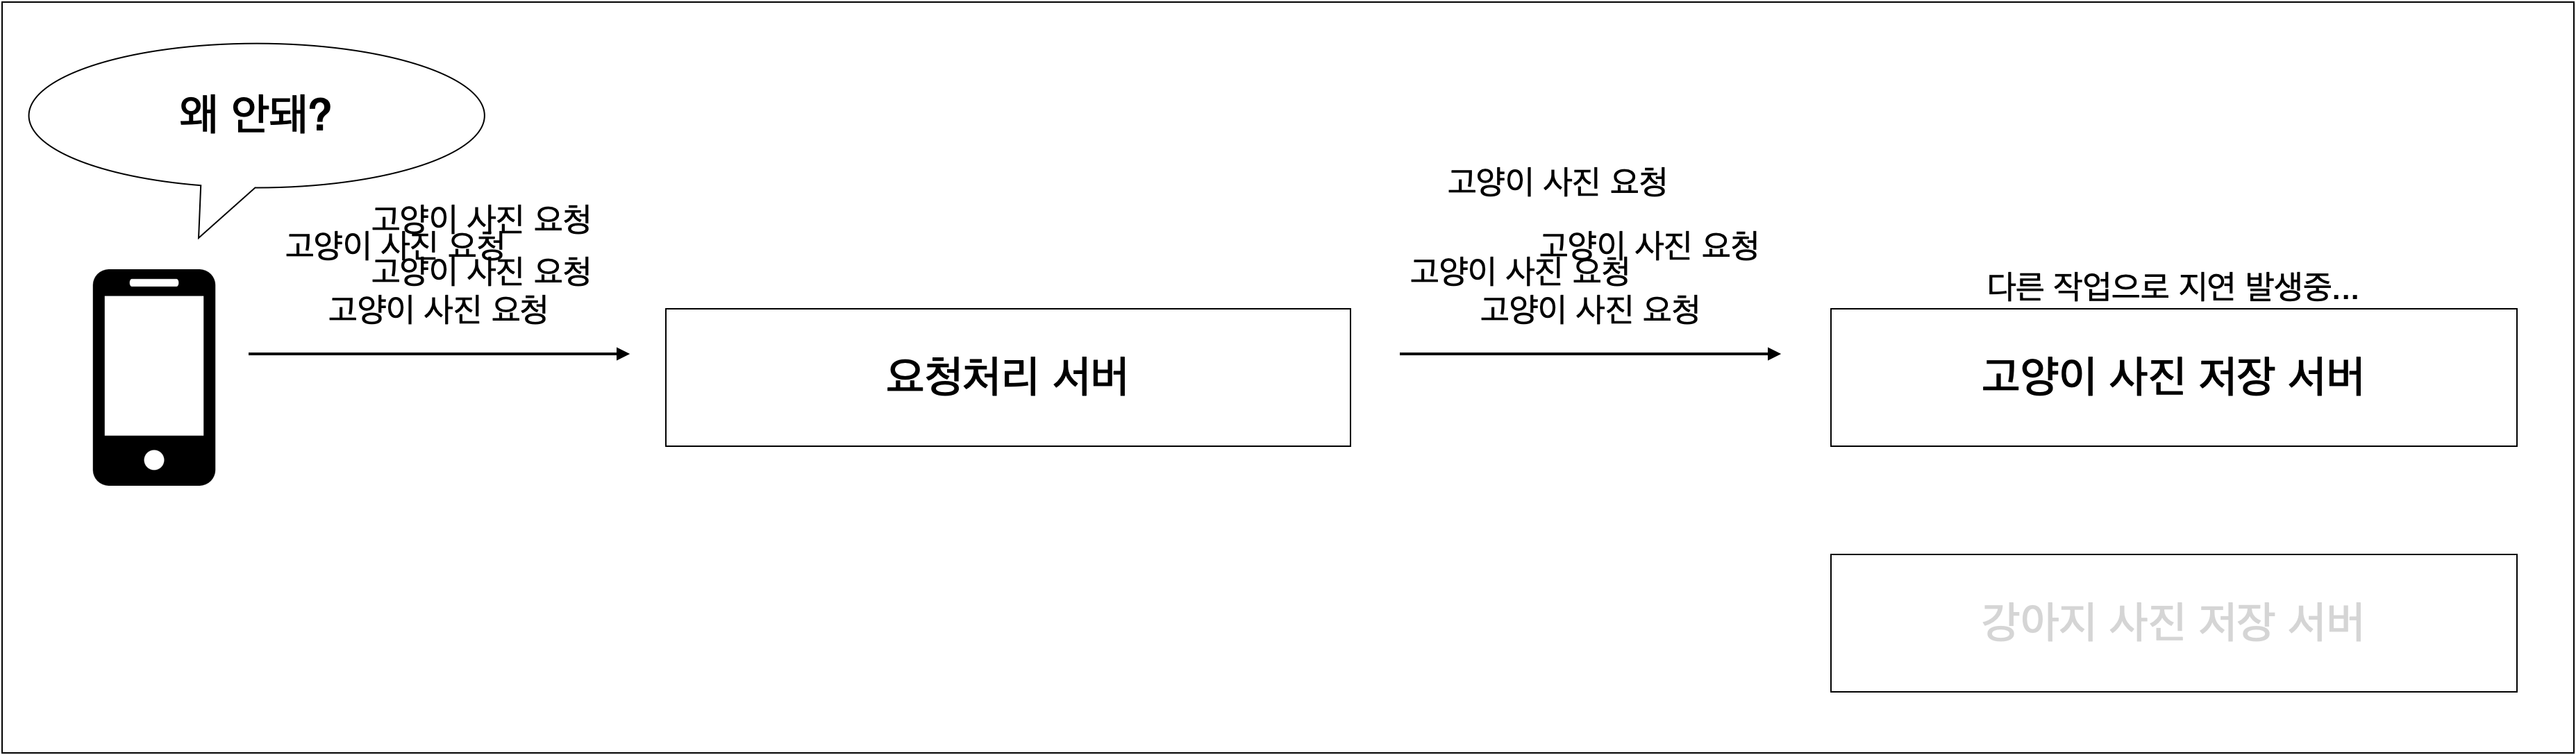 왜 안돼?
고양이 사진 요청
고양이 사진 요청
고양이 사진 요청
고양이 사진 요청
요청처리 서버
고양이 사진 요청
고양이 사진 요청
고양이 사진 요청
고양이 사진 요청
다른 작업으로 지연 발생중...
고양이 사진 저장 서버
강아지 사진 저장 서버